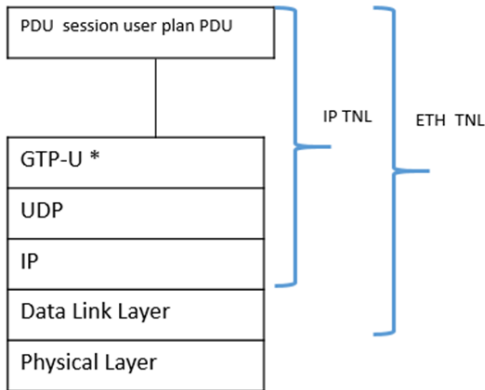 PDU session user plan PDU
IP TNL
ETH TNL
GTP-U *
UDP
IP
Data Link Layer
Physical Layer